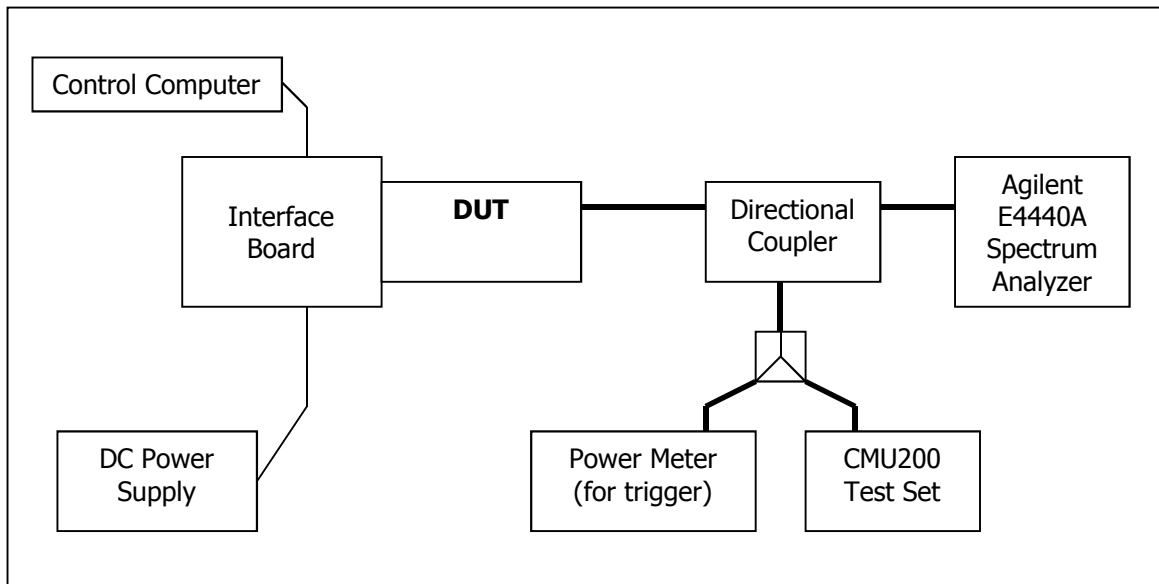 Control Computer
Interface
Board
DUT
Directional
Coupler
Agilent
E4440A
Spectrum
Analyzer
DC Power
Supply
Power Meter
(for trigger)
CMU200
Test Set